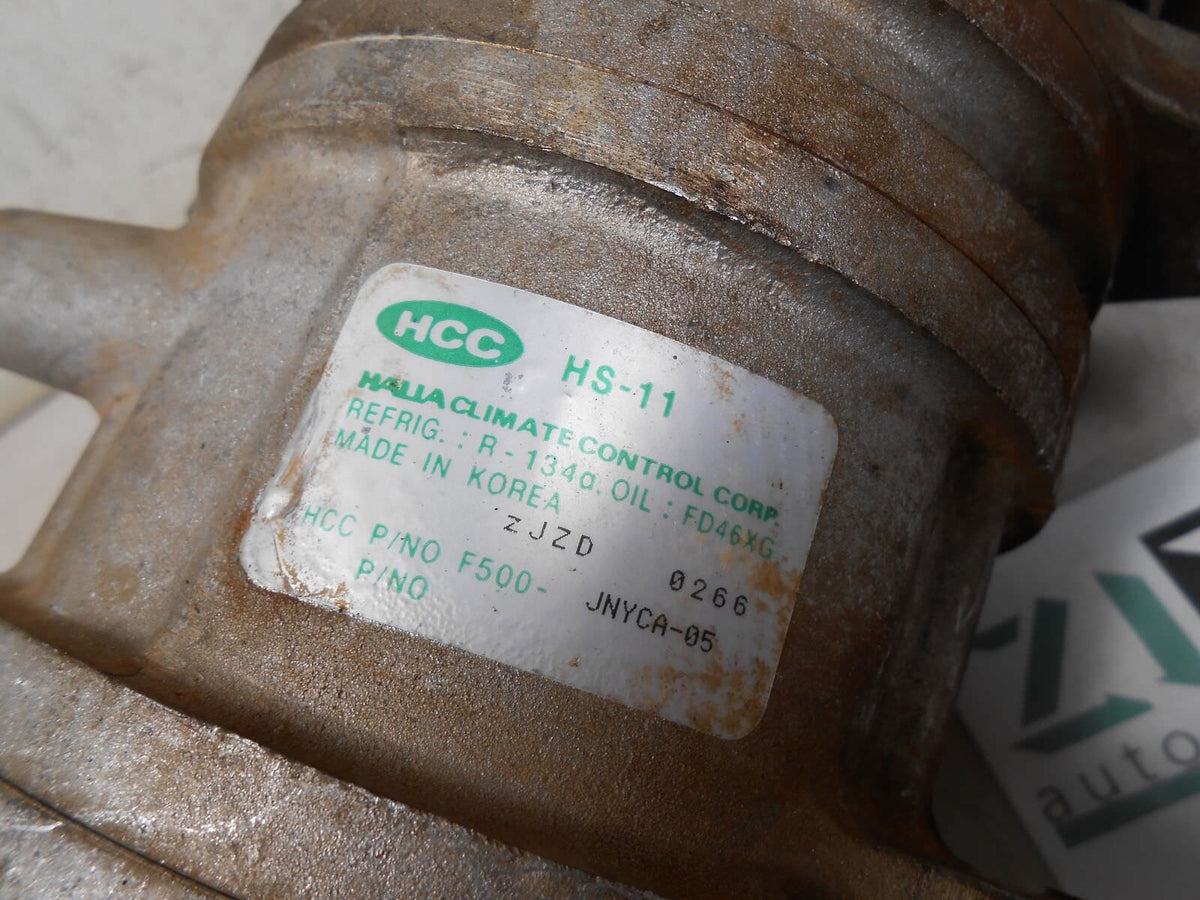 HCC HS-11
HALLA CLIMATE CONTROL CORP.
REFRIG. : R-134a OIL : FD46XG
MADE IN KOREA
ZJZD 0266
HCC P/NO F500-JNYCA-05
P/NO
auto